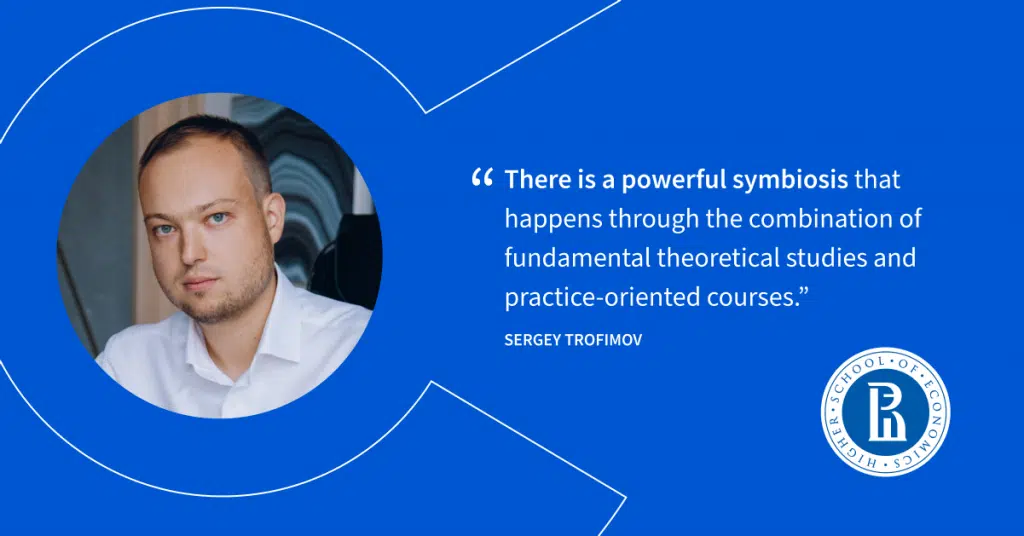 “ There is a powerful symbiosis that
happens through the combination of
fundamental theoretical studies and
practice-oriented courses.”
SERGEY TROFIMOV
HIGHER · SCHOOL · OF · ECONOMICS ·